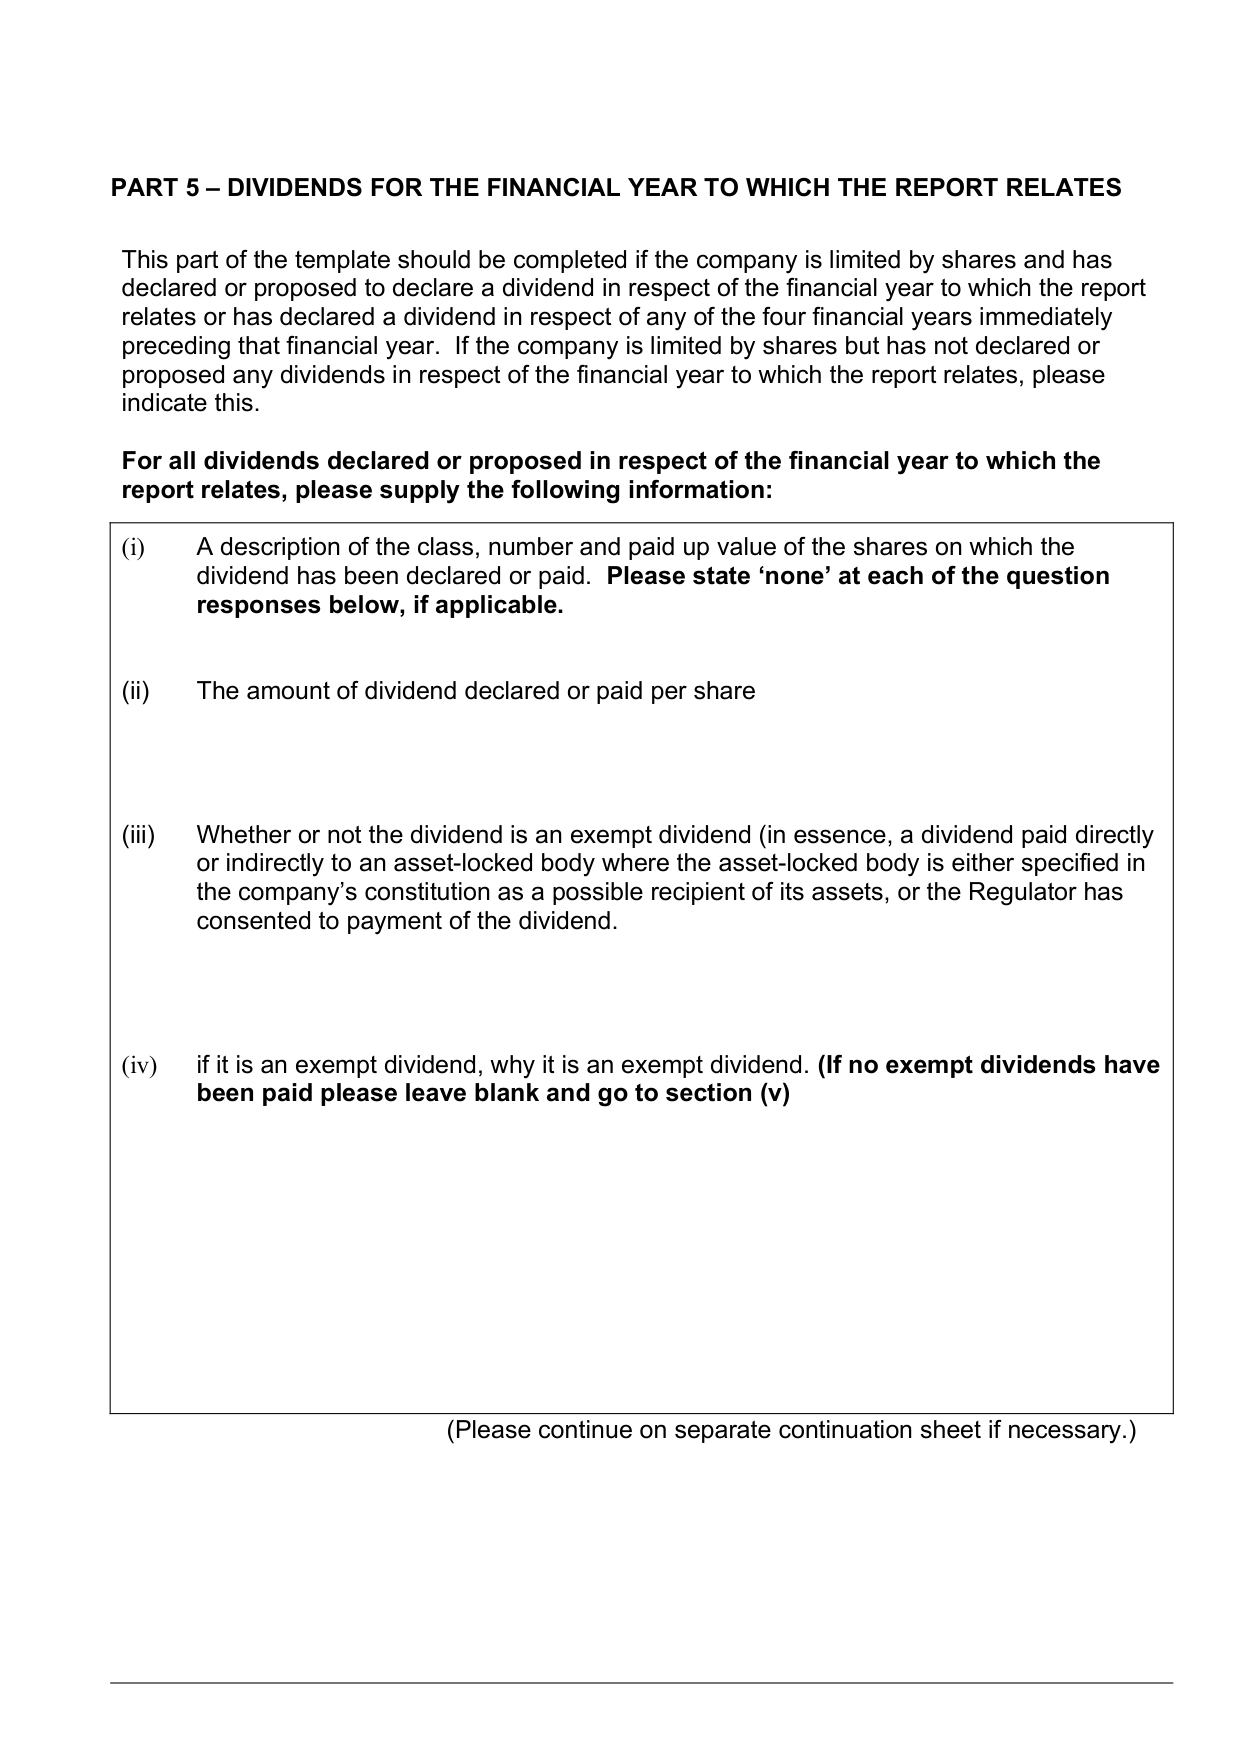 PART 5 – DIVIDENDS FOR THE FINANCIAL YEAR TO WHICH THE REPORT RELATES
This part of the template should be completed if the company is limited by shares and has
declared or proposed to declare a dividend in respect of the financial year to which the report
relates or has declared a dividend in respect of any of the four financial years immediately
preceding that financial year.  If the company is limited by shares but has not declared or
proposed any dividends in respect of the financial year to which the report relates, please
indicate this.
For all dividends declared or proposed in respect of the financial year to which the
report relates, please supply the following information:
(i) A description of the class, number and paid up value of the shares on which the
dividend has been declared or paid.  Please state ‘none’ at each of the question
responses below, if applicable.
(ii) The amount of dividend declared or paid per share
(iii) Whether or not the dividend is an exempt dividend (in essence, a dividend paid directly
or indirectly to an asset-locked body where the asset-locked body is either specified in
the company’s constitution as a possible recipient of its assets, or the Regulator has
consented to payment of the dividend.
(iv) if it is an exempt dividend, why it is an exempt dividend. (If no exempt dividends have
been paid please leave blank and go to section (v)
(Please continue on separate continuation sheet if necessary.)